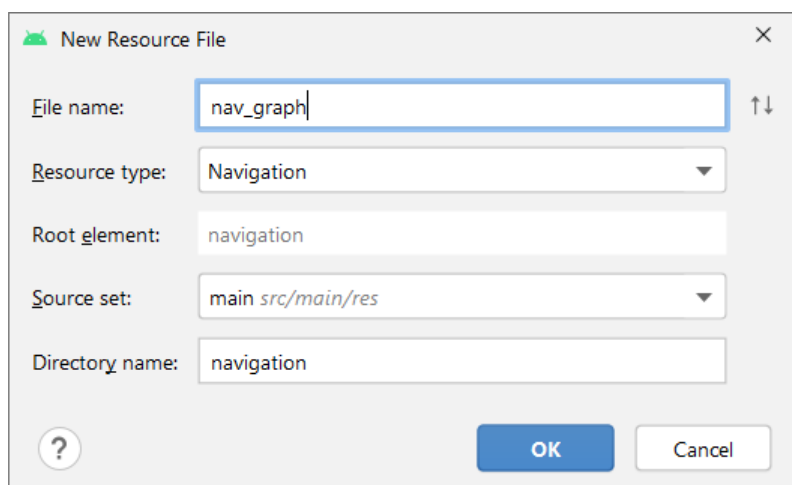 New Resource File
File name: nav_graph
Resource type: Navigation
Root element: navigation
Source set: main src/main/res
Directory name: navigation
? OK Cancel